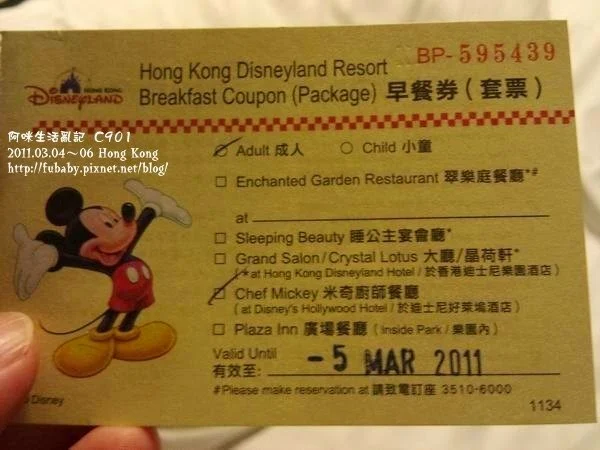 Hong Kong Disneyland Resort
BP-595439
HONG KONG
DISNEYLAND
Breakfast Coupon (Package) 早餐券（套票）
阿咪生活亂記 C901
2011.03.04～06 Hong Kong
http://fubaby.pixnet.net/blog/
Adult 成人 Child 小童
Enchanted Garden Restaurant 翠樂庭餐廳*#
at
Sleeping Beauty 睡公主宴會廳*
Grand Salon/Crystal Lotus 大廳/晶荷軒*
(*at Hong Kong Disneyland Hotel / 於香港迪士尼樂園酒店)
Chef Mickey 米奇廚師餐廳
(at Disney's Hollywood Hotel / 於迪士尼好萊塢酒店)
Plaza Inn 廣場餐廳 (Inside Park / 樂園內)
Valid Until
有效至:
- 5 MAR 2011
#Please make reservation at 請致電訂座 3510-6000
Disney
1134